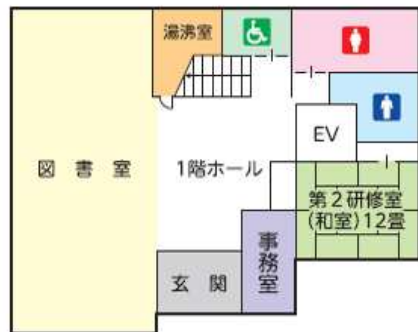 湯沸室
EV
図書室
1階ホール
第2研修室
(和室)12畳
事務室
玄関